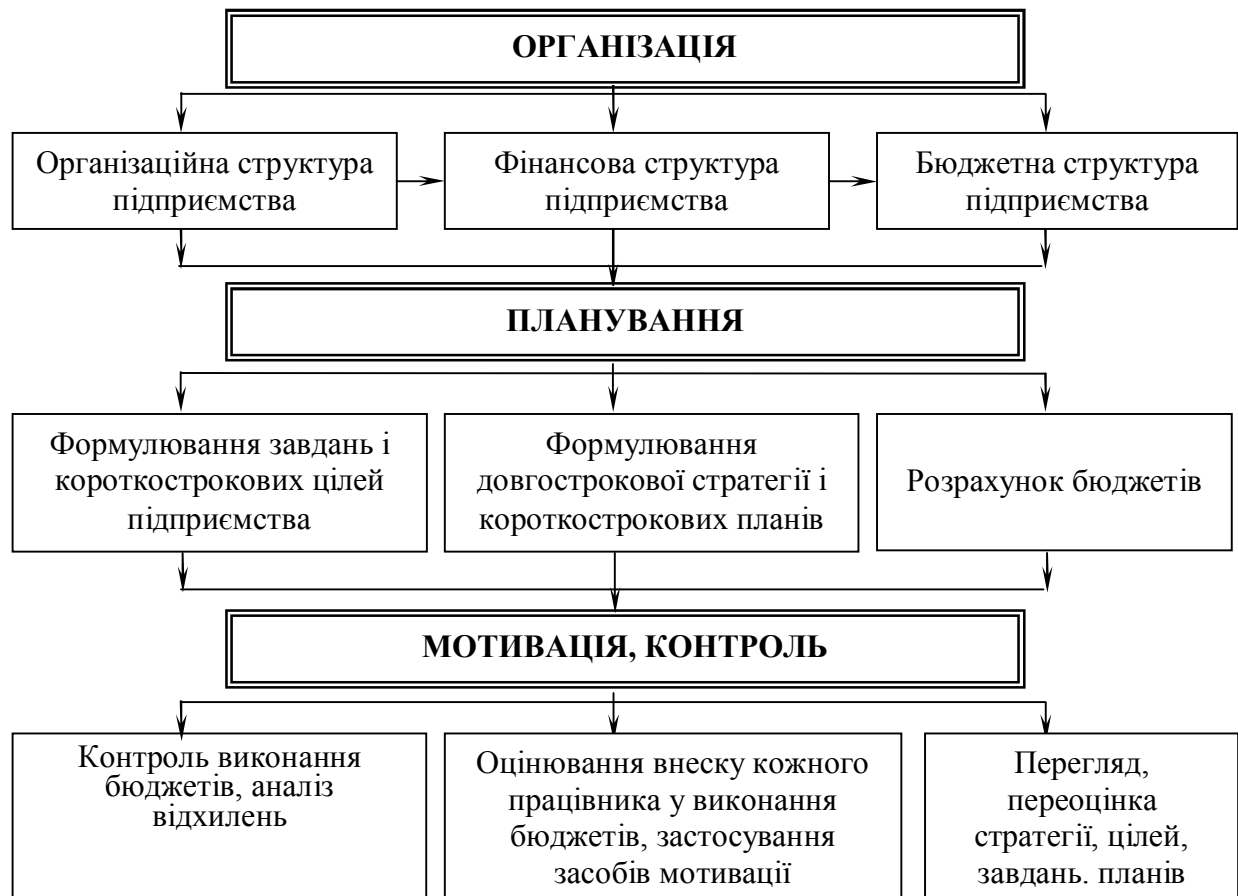 ОРГАНІЗАЦІЯ
Організаційна структура
підприємства
Фінансова структура
підприємства
Бюджетна структура
підприємства
ПЛАНУВАННЯ
Формулювання завдань і
короткострокових цілей
підприємства
Формулювання
довгострокової стратегії і
короткострокових планів
Розрахунок бюджетів
МОТИВАЦІЯ, КОНТРОЛЬ
Контроль виконання
бюджетів, аналіз
відхилень
Оцінювання внеску кожного
працівника у виконання
бюджетів, застосування
засобів мотивації
Перегляд,
переоцінка
стратегії, цілей,
завдань. планів